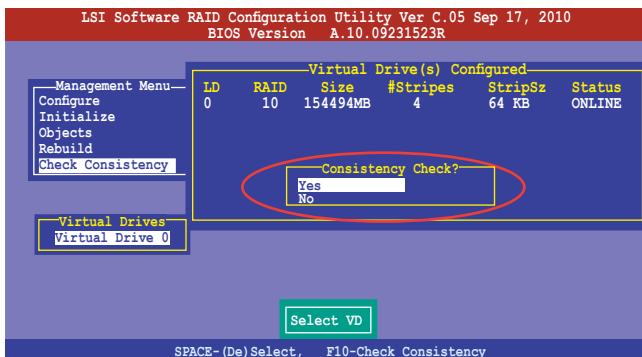 LSI Software RAID Configuration Utility Ver C.05 Sep 17, 2010
BIOS Version A.10.09231523R
Virtual Drive(s) Configured
LD RAID Size #Stripes StripSz Status
0 10 154494MB 4 64 KB ONLINE
Management Menu
Configure
Initialize
Objects
Rebuild
Check Consistency
Consistency Check?
Yes
No
Virtual Drives
Virtual Drive 0
Select VD
SPACE-(De)Select, F10-Check Consistency